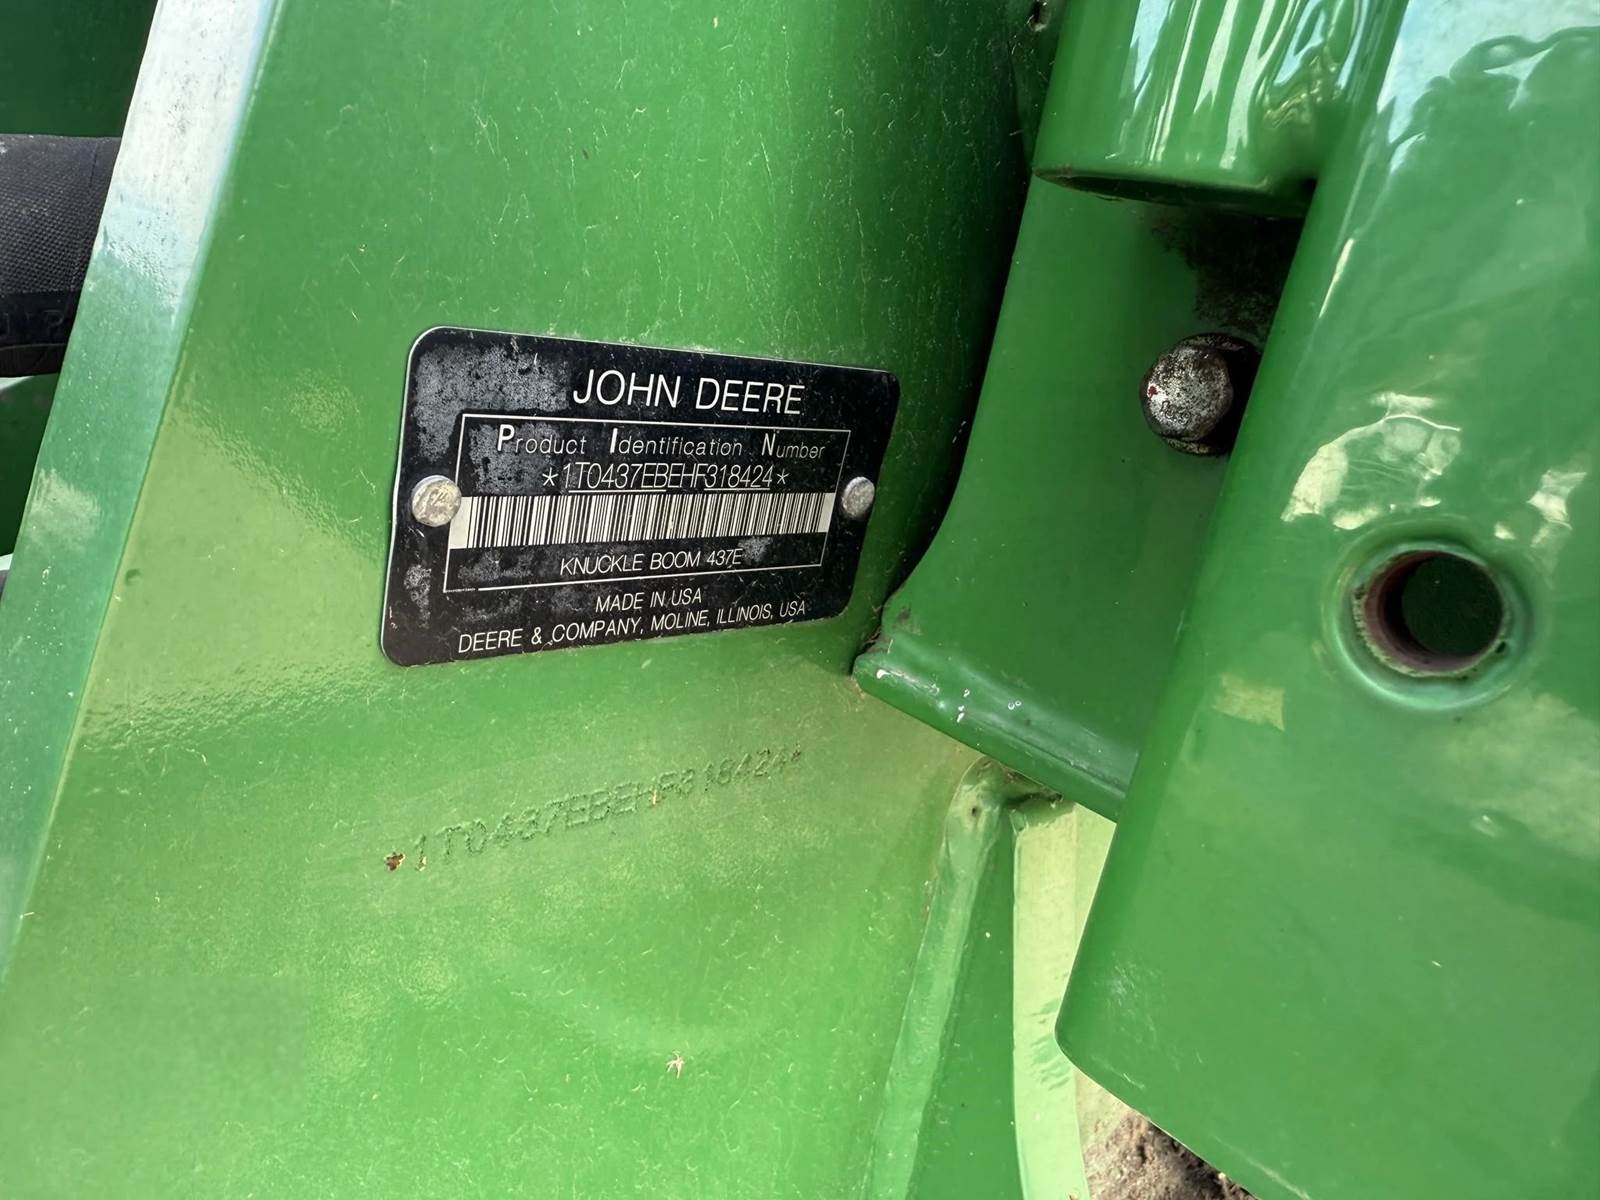 JOHN DEERE
Product Identification Number
*1T0437EBEHF318424*
KNUCKLE BOOM 437E
MADE IN USA
DEERE & COMPANY, MOLINE, ILLINOIS, USA
*1T0437EBEHF318424*